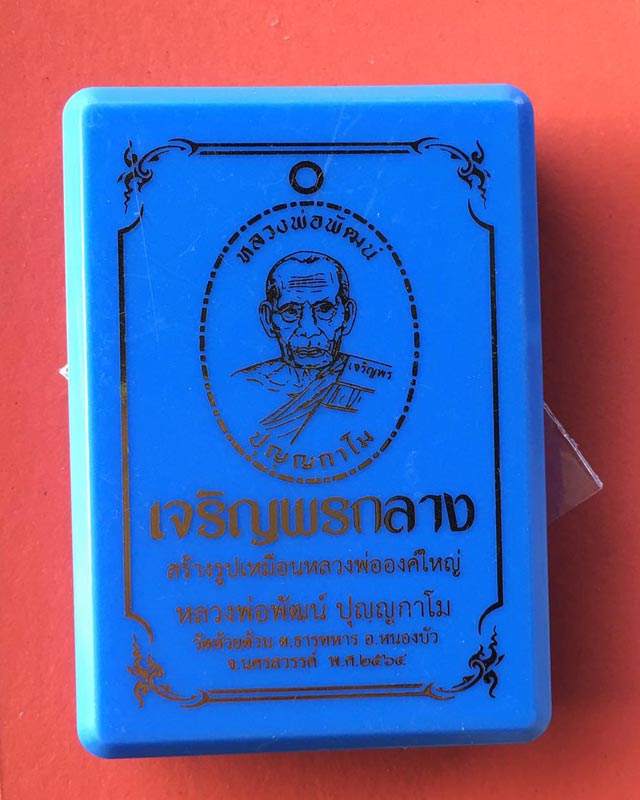 หลวงพ่อพัฒน์
เจริญพร
ปุญฺญกาโม
เจริญพรกลาง
สร้างรูปเหมือนหลวงพ่อองค์ใหญ่
หลวงพ่อพัฒน์ ปุญฺญกาโม
วัดห้วยด้วน ต.ธารทหาร อ.หนองบัว
จ.นครสวรรค์ พ.ศ.๒๕๖๔